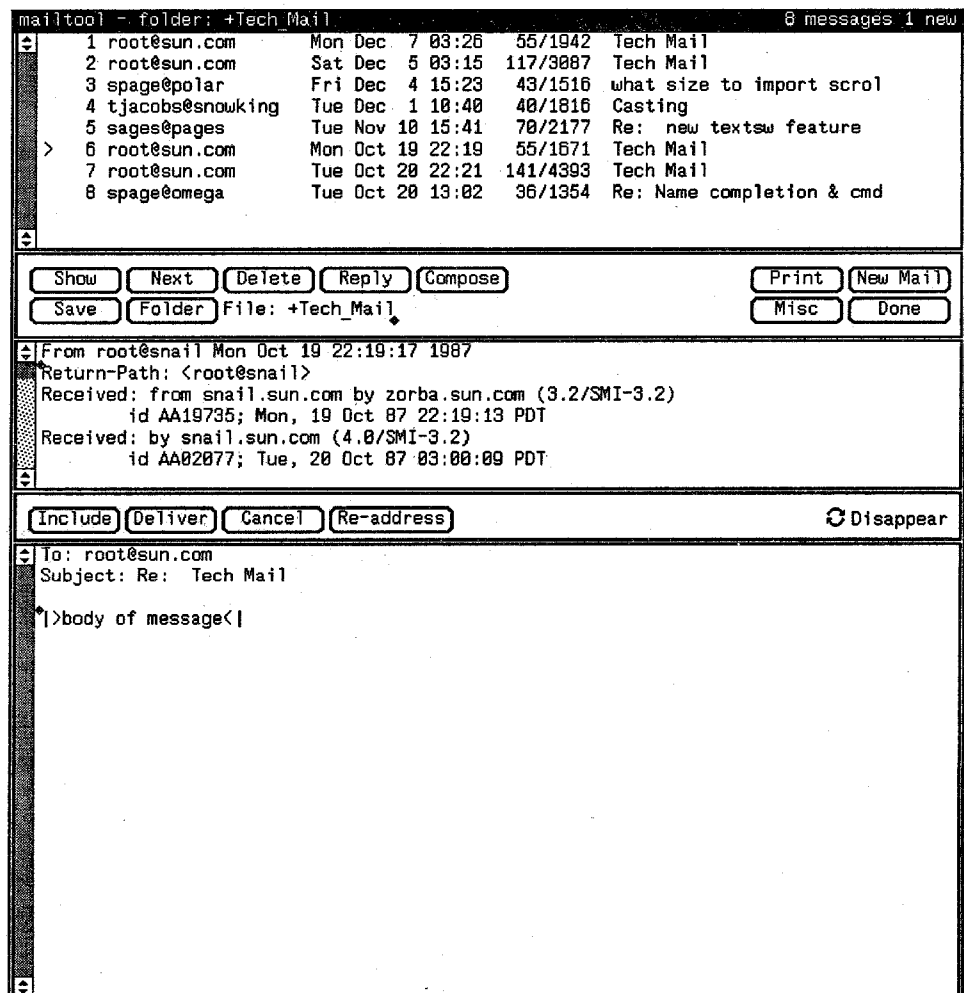 mailtool - folder: +Tech_Mail 8 messages 1 new
1 root@sun.com Mon Dec 7 03:26 55/1942 Tech Mail
2 root@sun.com Sat Dec 5 03:15 117/3087 Tech Mail
3 spage@polar Fri Dec 4 15:23 43/1516 what size to import scrol
4 tjacobs@snowking Tue Dec 1 10:40 40/1816 Casting
5 sages@pages Tue Nov 10 15:41 70/2177 Re: new textsw feature
> 6 root@sun.com Mon Oct 19 22:19 55/1671 Tech Mail
7 root@sun.com Tue Oct 20 22:21 141/4393 Tech Mail
8 spage@omega Tue Oct 20 13:02 36/1354 Re: Name completion & cmd
Show Next Delete Reply Compose Print New Mail
Save Folder File: +Tech_Mail Misc Done
From root@snail Mon Oct 19 22:19:17 1987
Return-Path: <root@snail>
Received: from snail.sun.com by zorba.sun.com (3.2/SMI-3.2)
id AA19735; Mon, 19 Oct 87 22:19:13 PDT
Received: by snail.sun.com (4.0/SMI-3.2)
id AA02077; Tue, 20 Oct 87 03:00:09 PDT
Include Deliver Cancel Re-address Disappear
To: root@sun.com
Subject: Re: Tech Mail
|>body of message<|